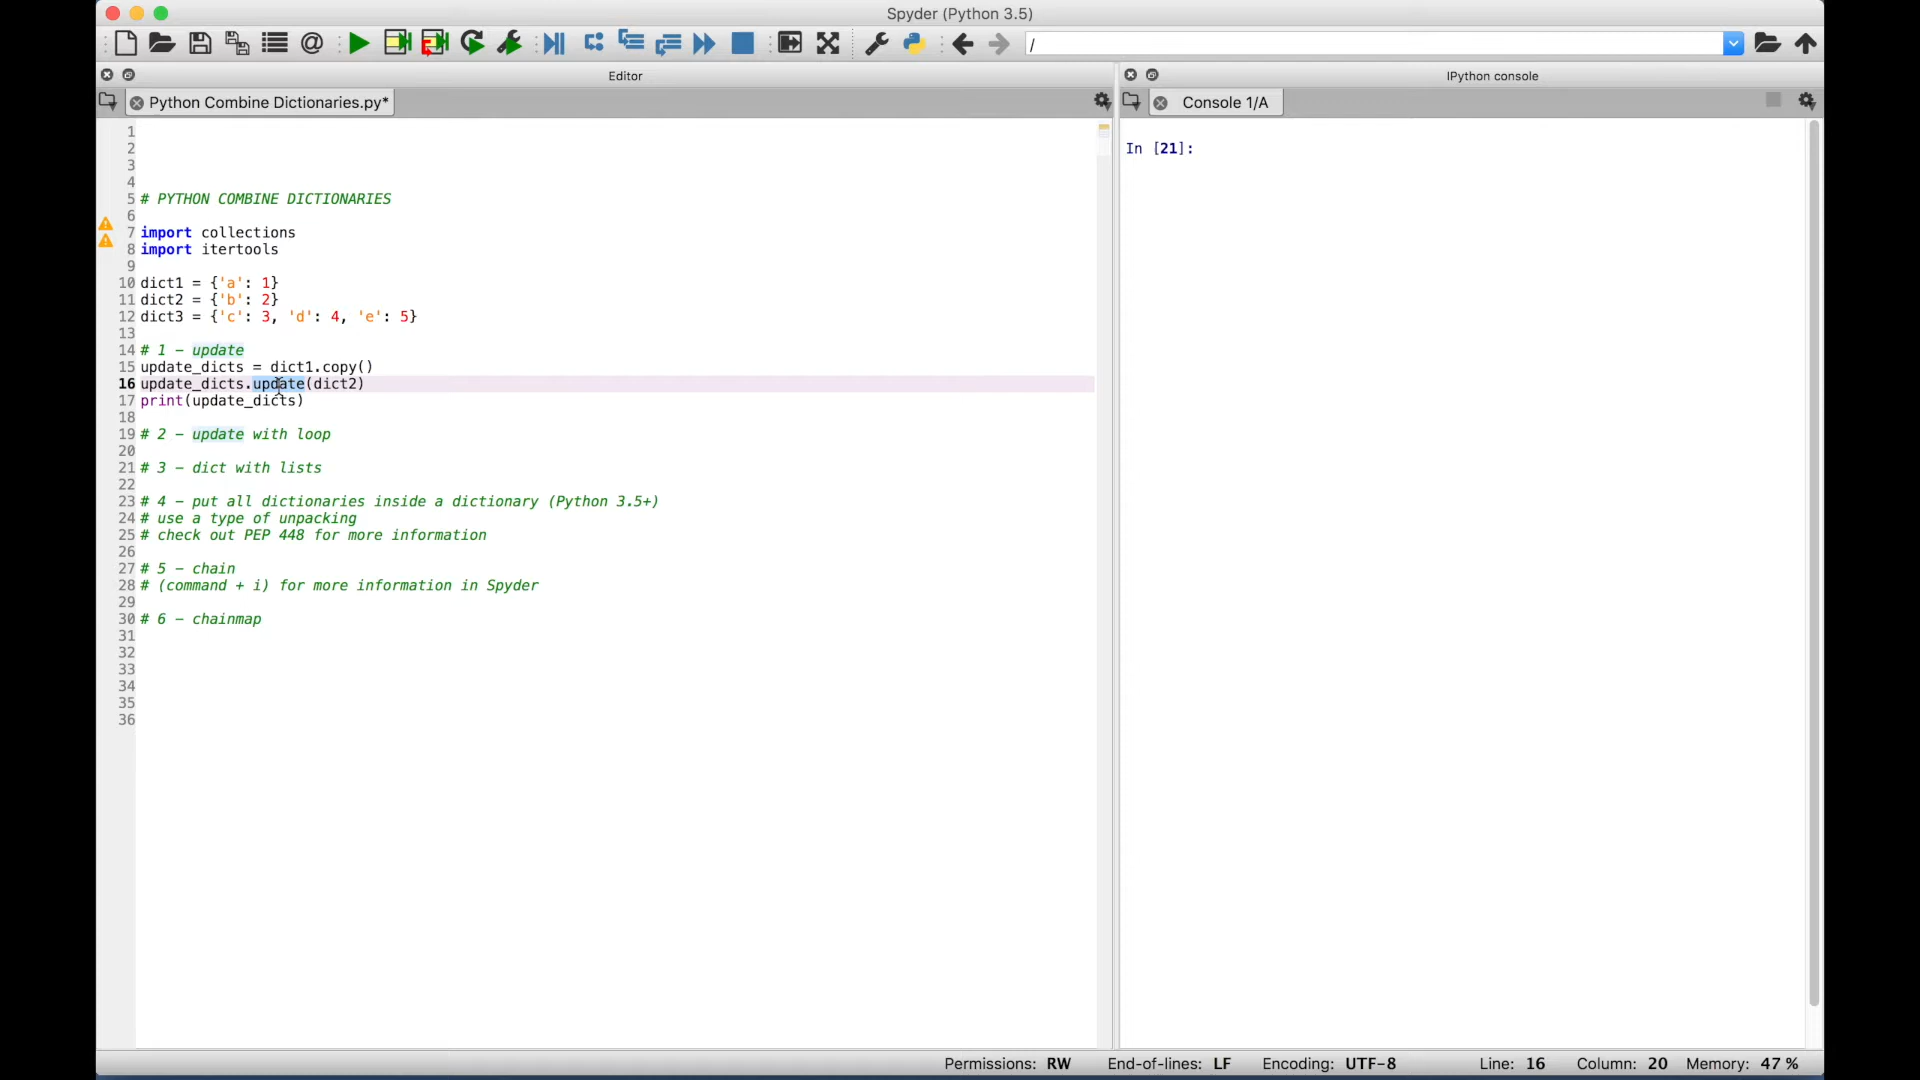 Spyder (Python 3.5)
/
Editor
IPython console
Python Combine Dictionaries.py*
Console 1/A
1
2
3
4
5 # PYTHON COMBINE DICTIONARIES
6
7 import collections
8 import itertools
9
10 dict1 = {'a': 1}
11 dict2 = {'b': 2}
12 dict3 = {'c': 3, 'd': 4, 'e': 5}
13
14 # 1 - update
15 update_dicts = dict1.copy()
16 update_dicts.update(dict2)
17 print(update_dicts)
18
19 # 2 - update with loop
20
21 # 3 - dict with lists
22
23 # 4 - put all dictionaries inside a dictionary (Python 3.5+)
24 # use a type of unpacking
25 # check out PEP 448 for more information
26
27 # 5 - chain
28 # (command + i) for more information in Spyder
29
30 # 6 - chainmap
31
32
33
34
35
36
In [21]:
Permissions: RW End-of-lines: LF Encoding: UTF-8 Line: 16 Column: 20 Memory: 47 %